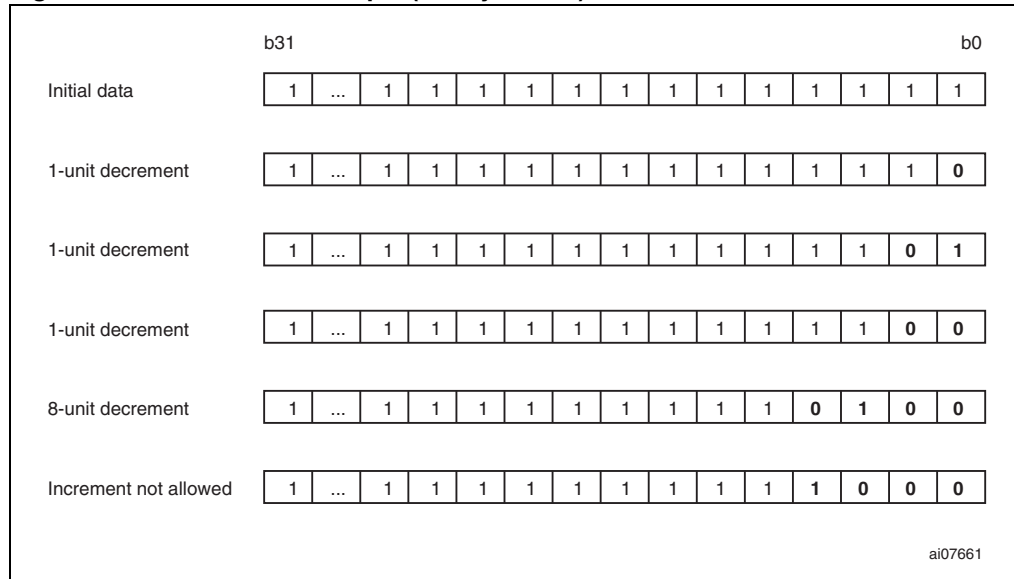 b31 b0
Initial data 1 ... 1 1 1 1 1 1 1 1 1 1 1 1 1
1-unit decrement 1 ... 1 1 1 1 1 1 1 1 1 1 1 1 0
1-unit decrement 1 ... 1 1 1 1 1 1 1 1 1 1 1 0 1
1-unit decrement 1 ... 1 1 1 1 1 1 1 1 1 1 1 0 0
8-unit decrement 1 ... 1 1 1 1 1 1 1 1 1 0 1 0 0
Increment not allowed 1 ... 1 1 1 1 1 1 1 1 1 1 0 0 0
ai07661